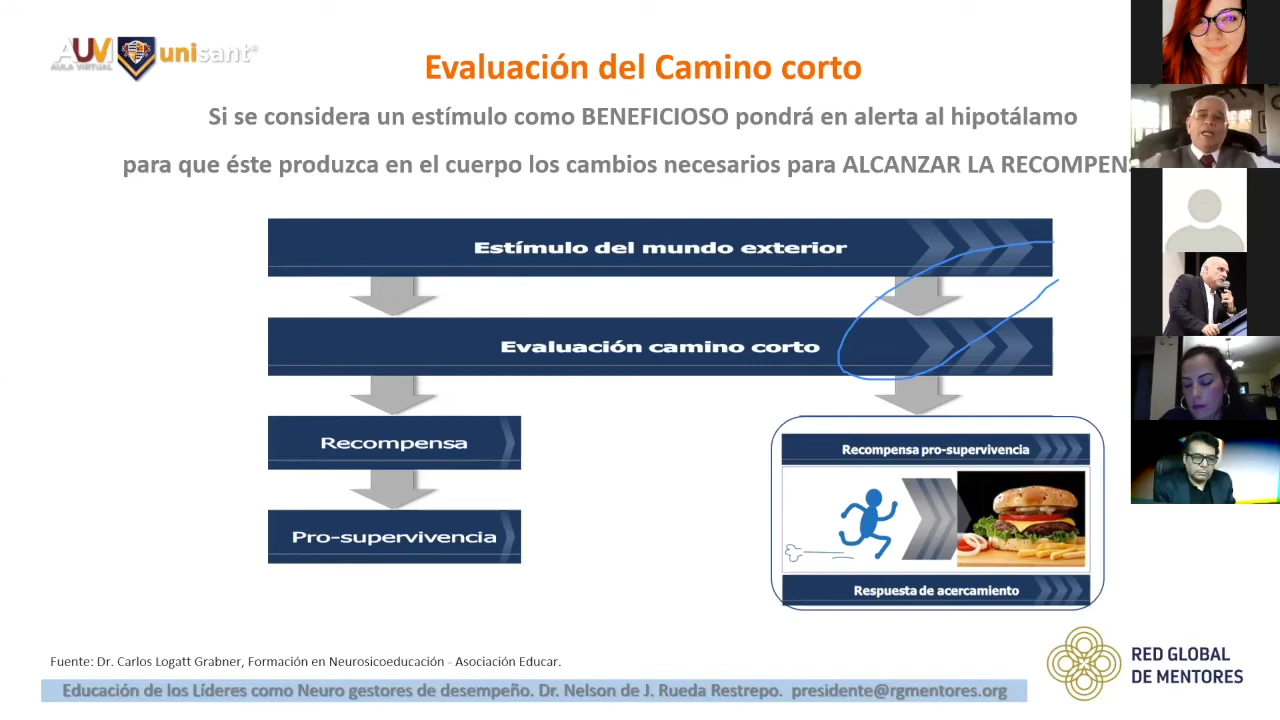 AUVI
AULA VIRTUAL
unisant®
Evaluación del Camino corto
Si se considera un estímulo como BENEFICIOSO pondrá en alerta al hipotálamo
para que éste produzca en el cuerpo los cambios necesarios para ALCANZAR LA RECOMPEN
Estímulo del mundo exterior
Evaluación camino corto
Recompensa
Pro-supervivencia
Recompensa pro-supervivencia
Respuesta de acercamiento
Fuente: Dr. Carlos Logatt Grabner, Formación en Neurosicoeducación - Asociación Educar.
Educación de los Líderes como Neuro gestores de desempeño. Dr. Nelson de J. Rueda Restrepo. presidente@rgmentores.org
RED GLOBAL
DE MENTORES